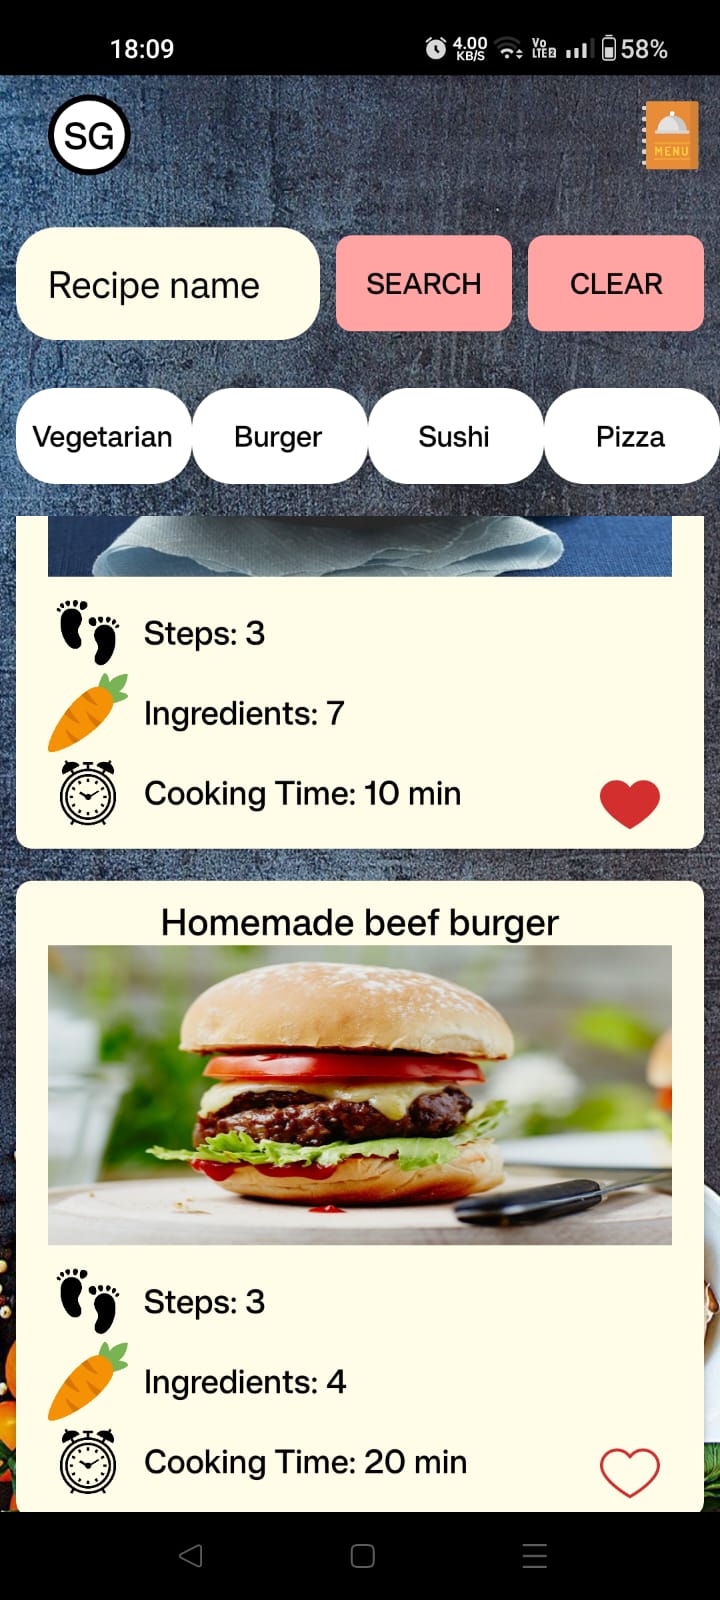 18:09
4.00 KB/S
Vo LTE2
58%
SG
MENU
Recipe name
SEARCH
CLEAR
Vegetarian
Burger
Sushi
Pizza
Steps: 3
Ingredients: 7
Cooking Time: 10 min
Homemade beef burger
Steps: 3
Ingredients: 4
Cooking Time: 20 min